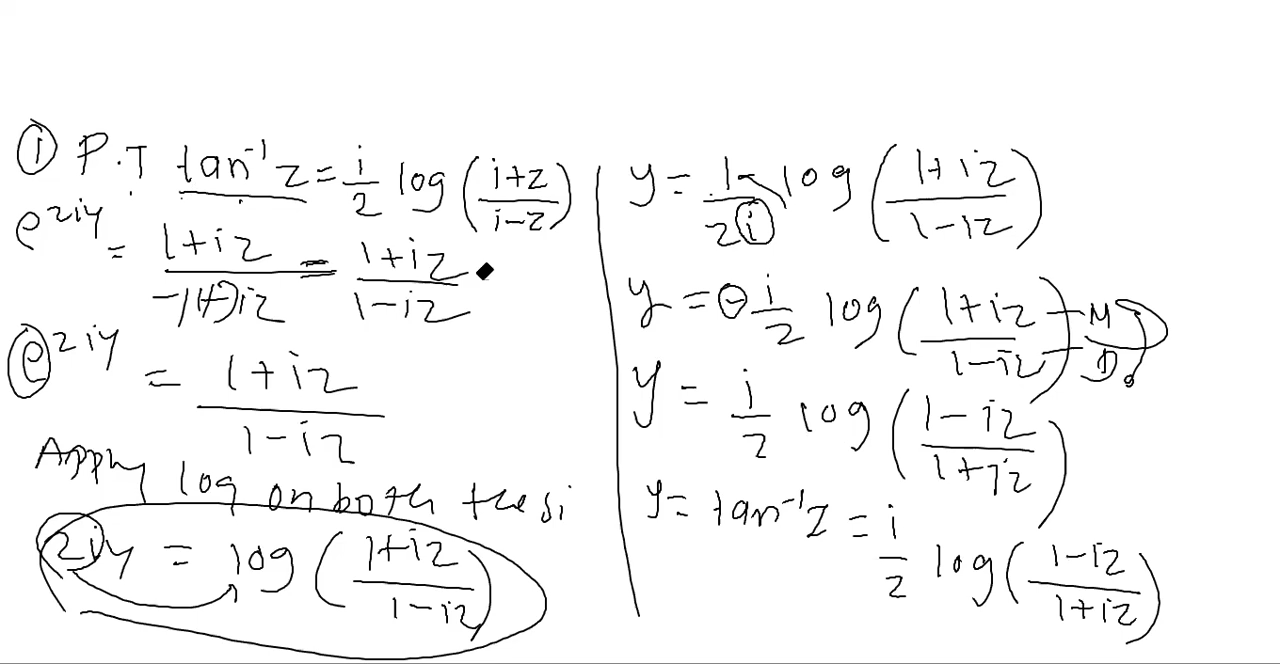 ① P.T tan⁻¹ z = i/2 log (i+z / i-z)
e^2iy = 1+iz / -1(+)iz = 1+iz / 1-iz
e^2iy = 1+iz / 1-iz
Apply log on both the si
2iy = log (1+iz / 1-iz)
y = 1/2i log (1+iz / 1-iz)
y = - i/2 log (1+iz / 1-iz) M D
y = i/2 log (1-iz / 1+iz)
y = tan⁻¹ z = i/2 log (1-iz / 1+iz)